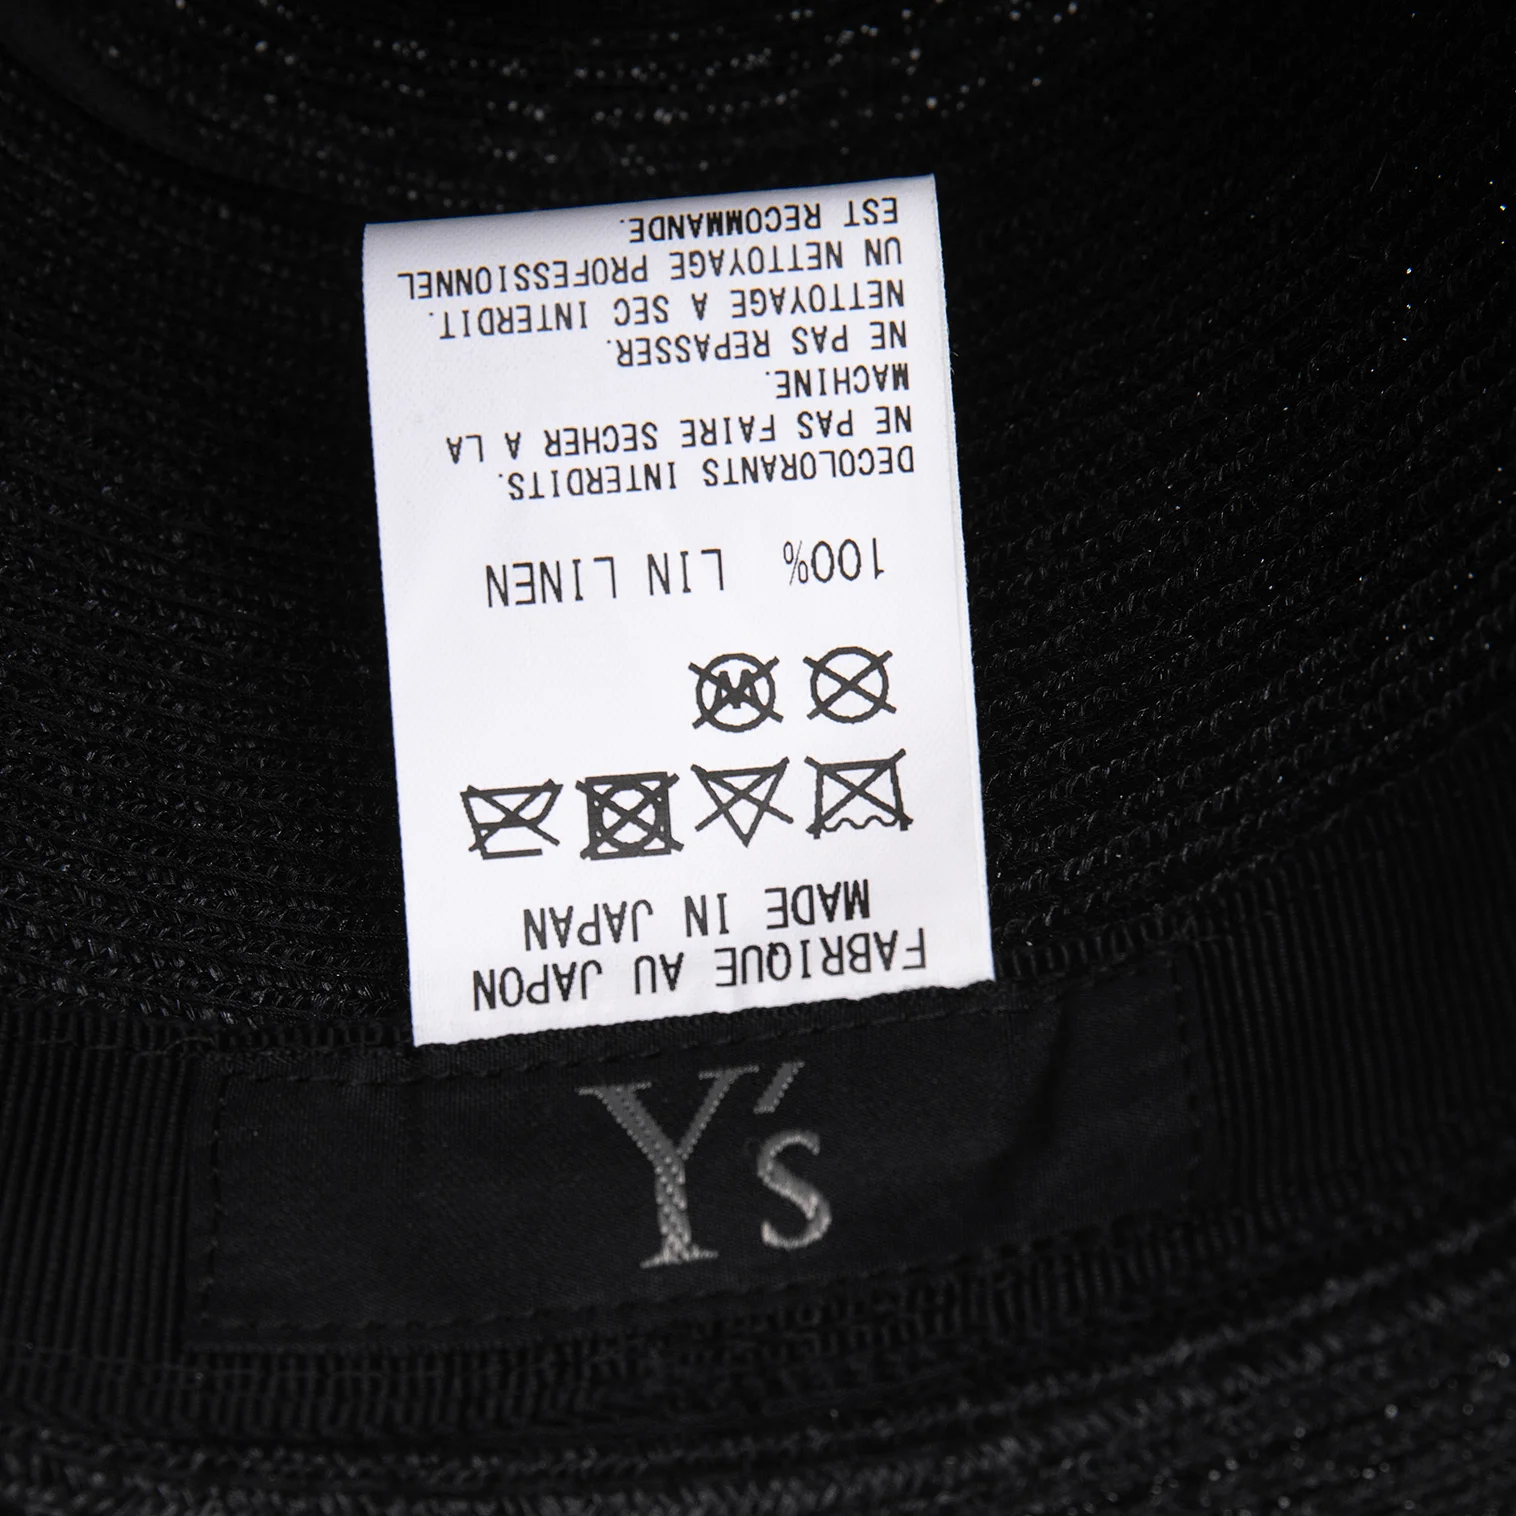 FABRIQUE AU JAPON
MADE IN JAPAN
M
100% LIN LINEN
DECOLORANTS INTERDITS.
NE PAS FAIRE SECHER A LA
MACHINE.
NE PAS REPASSER.
NETTOYAGE A SEC INTERDIT.
UN NETTOYAGE PROFESSIONNEL
EST RECOMMANDE.
Y's